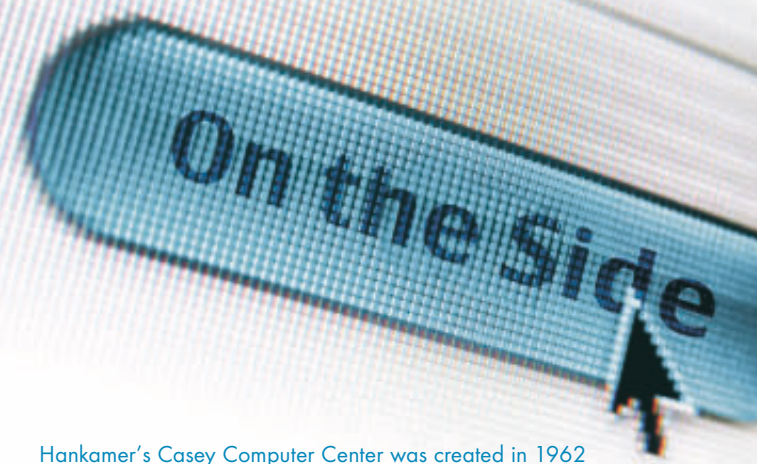 On the Side
Hankamer's Casey Computer Center was created in 1962